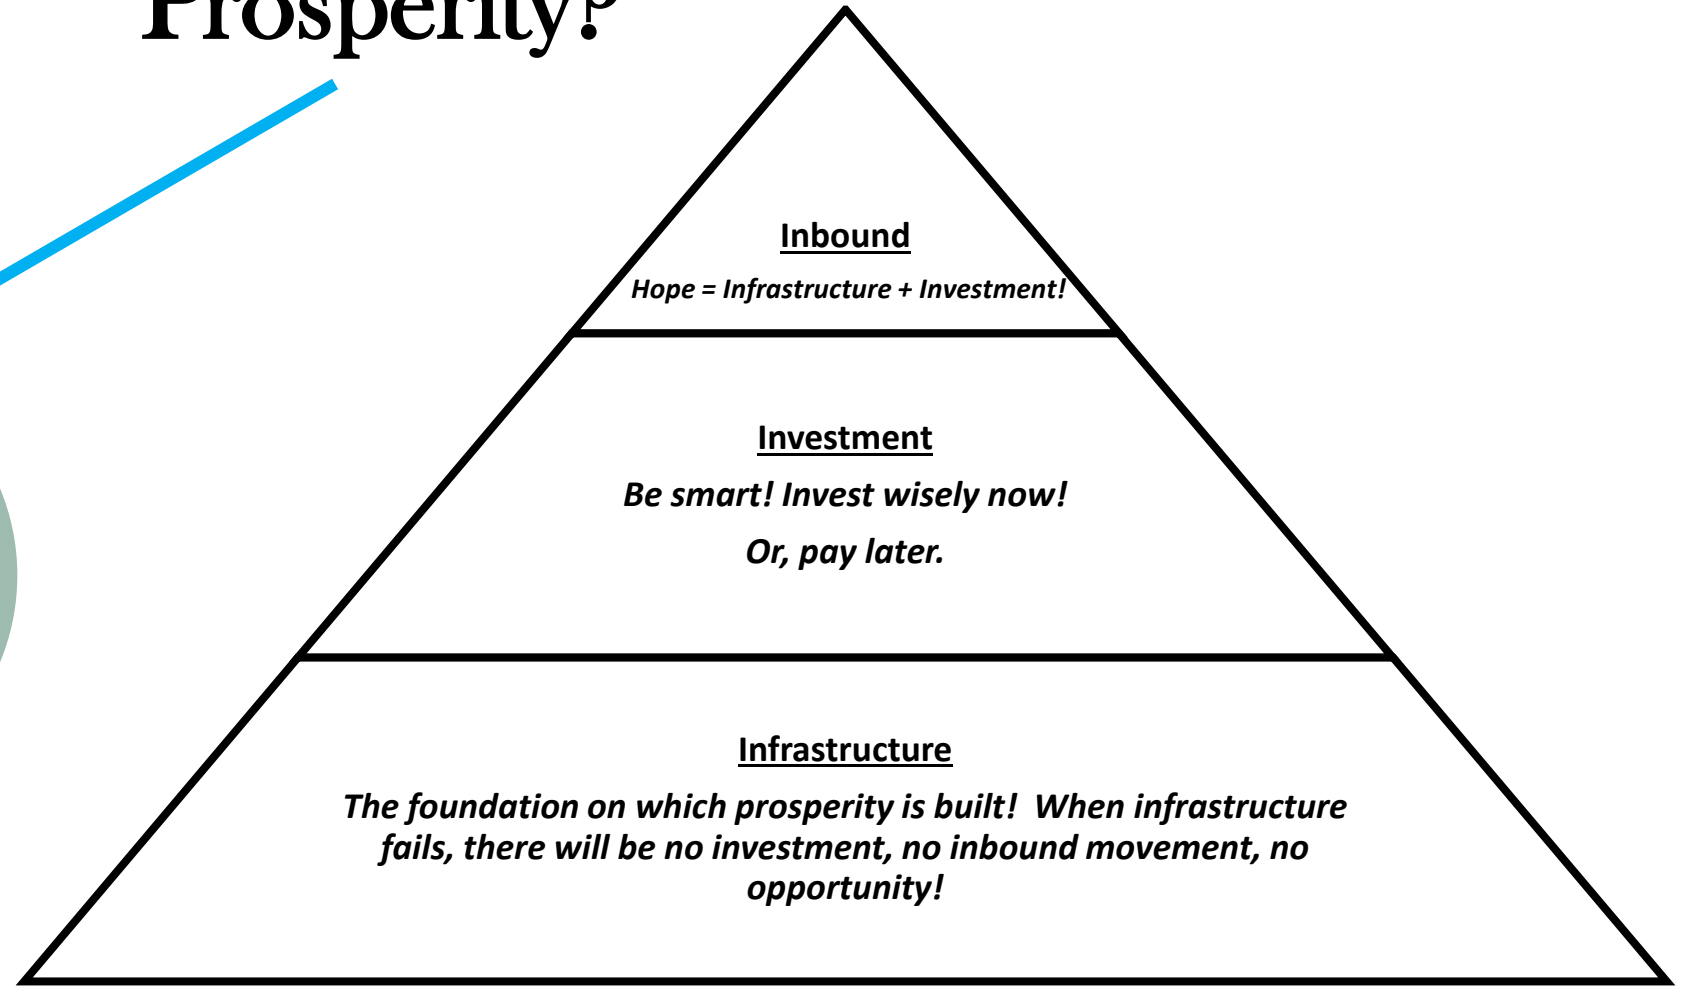 Prosperity?
Inbound
Hope = Infrastructure + Investment!
Investment
Be smart! Invest wisely now!
Or, pay later.
Infrastructure
The foundation on which prosperity is built!  When infrastructure
fails, there will be no investment, no inbound movement, no
opportunity!